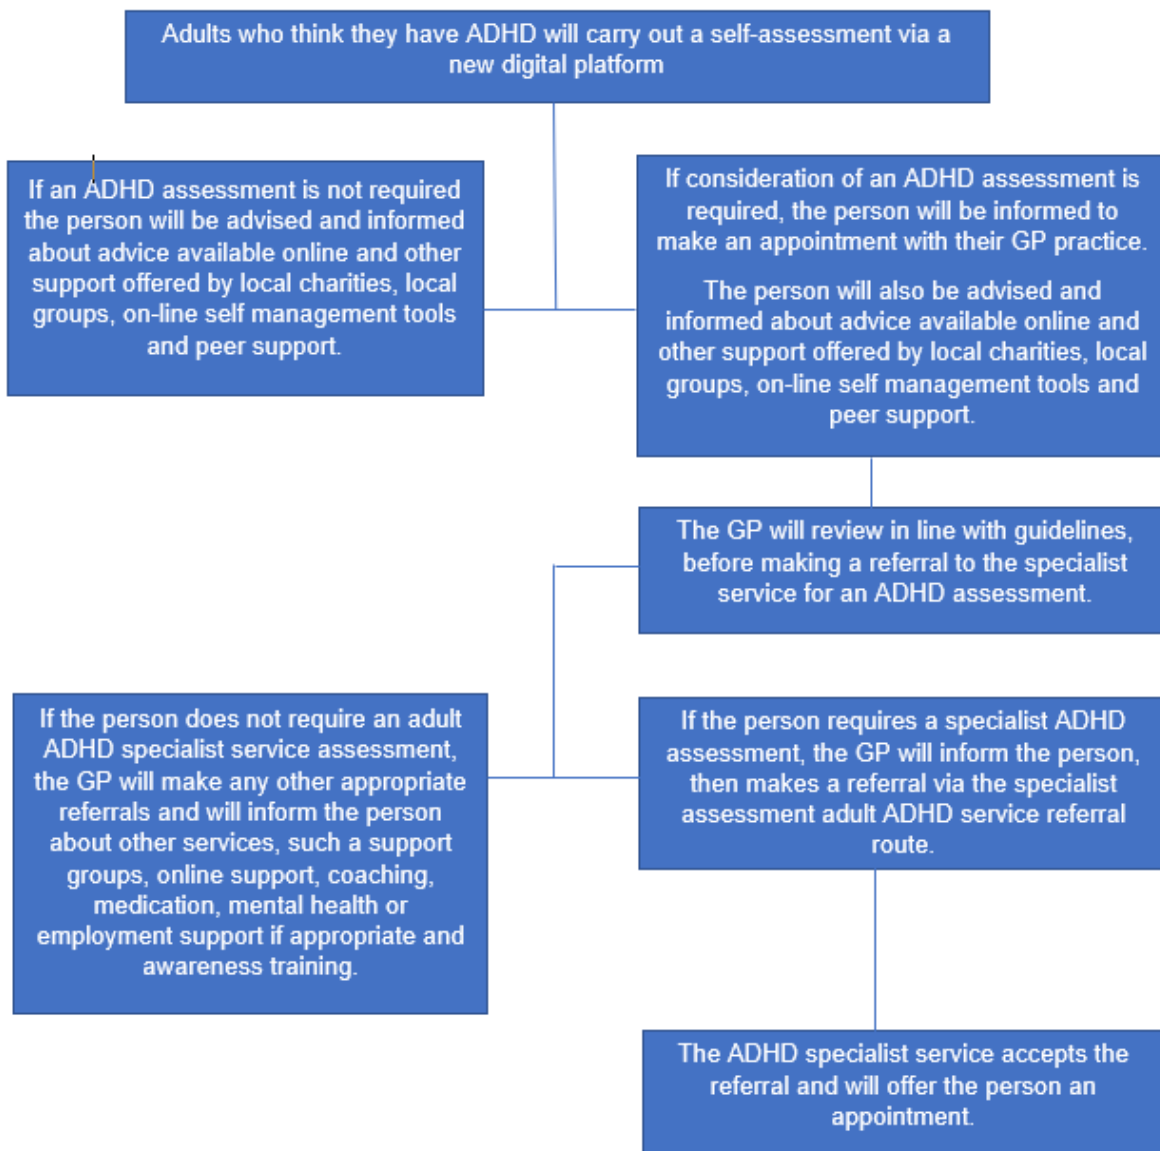 Adults who think they have ADHD will carry out a self-assessment via a
new digital platform
If an ADHD assessment is not required
the person will be advised and informed
about advice available online and other
support offered by local charities, local
groups, on-line self management tools
and peer support.
If consideration of an ADHD assessment is
required, the person will be informed to
make an appointment with their GP practice.
The person will also be advised and
informed about advice available online and
other support offered by local charities, local
groups, on-line self management tools and
peer support.
The GP will review in line with guidelines,
before making a referral to the specialist
service for an ADHD assessment.
If the person does not require an adult
ADHD specialist service assessment,
the GP will make any other appropriate
referrals and will inform the person
about other services, such a support
groups, online support, coaching,
medication, mental health or
employment support if appropriate and
awareness training.
If the person requires a specialist ADHD
assessment, the GP will inform the person,
then makes a referral via the specialist
assessment adult ADHD service referral
route.
The ADHD specialist service accepts the
referral and will offer the person an
appointment.